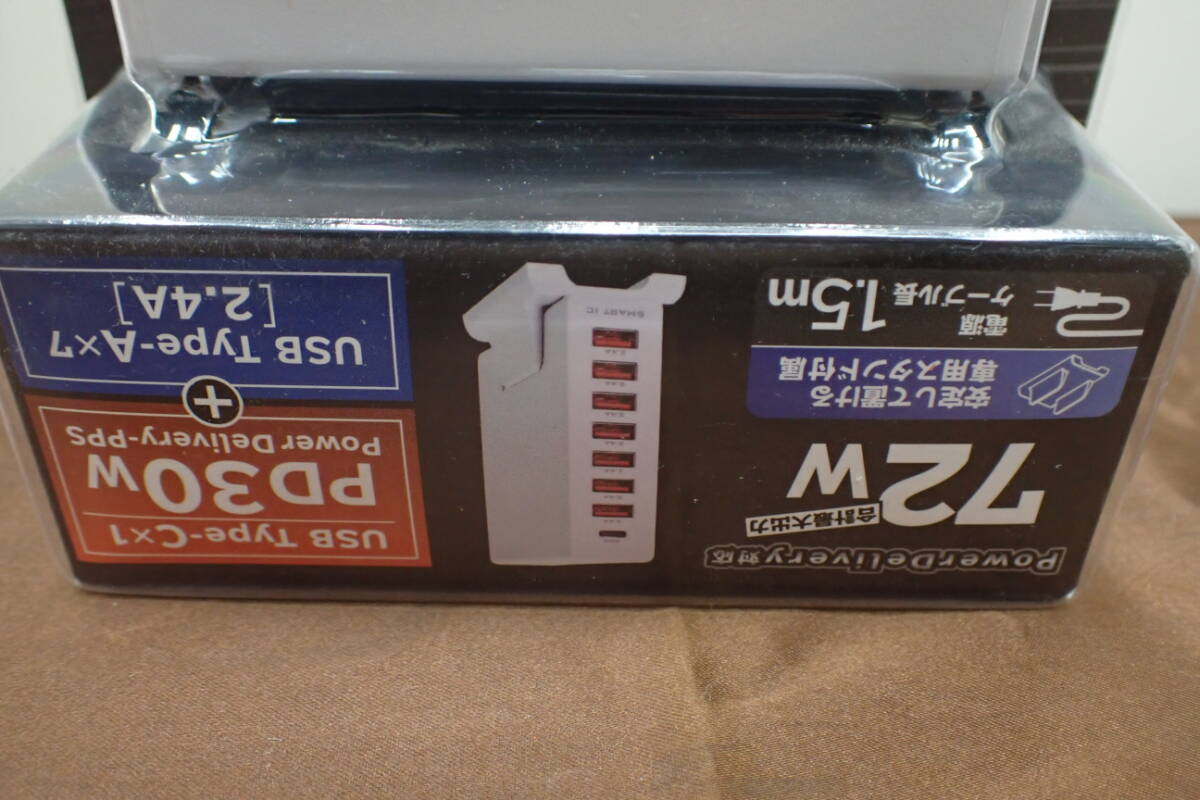 PowerDelivery対応
72W
合計最大出力
安定して置ける
専用スタンド付属
電源
ケーブル長
1.5m
SMART IC
USB Type-C×1
PD30W
Power Delivery-PPS
+
USB Type-A×7
[2.4A]